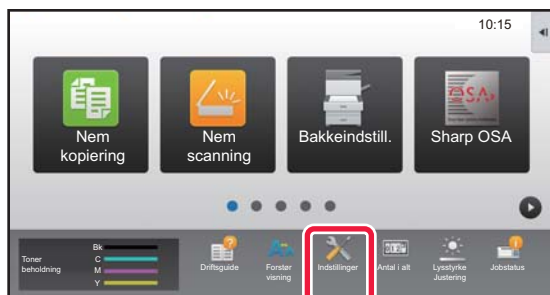 10:15
Nem
kopiering
Nem
scanning
Bakkeindstill.
Sharp OSA
Toner
beholdning
Bk
C
M
Y
Driftsguide
Forstør
visning
Indstillinger
Antal i alt
Lysstyrke
Justering
Jobstatus